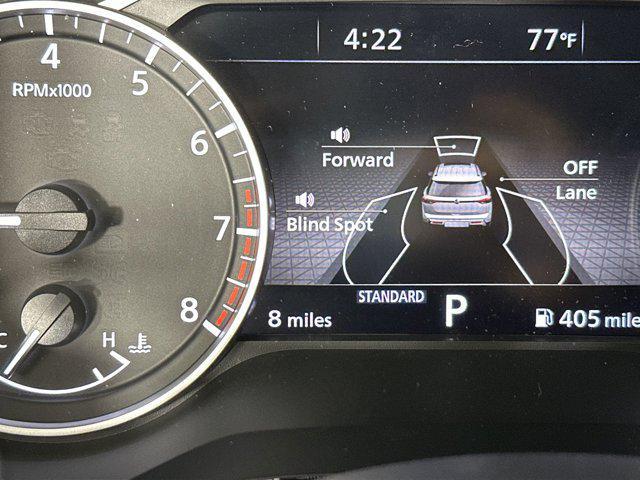 4
5
RPMx1000
6
7
8
C
H
4:22
77°F
Forward
OFF
Lane
Blind Spot
STANDARD
8 miles
P
405 mile